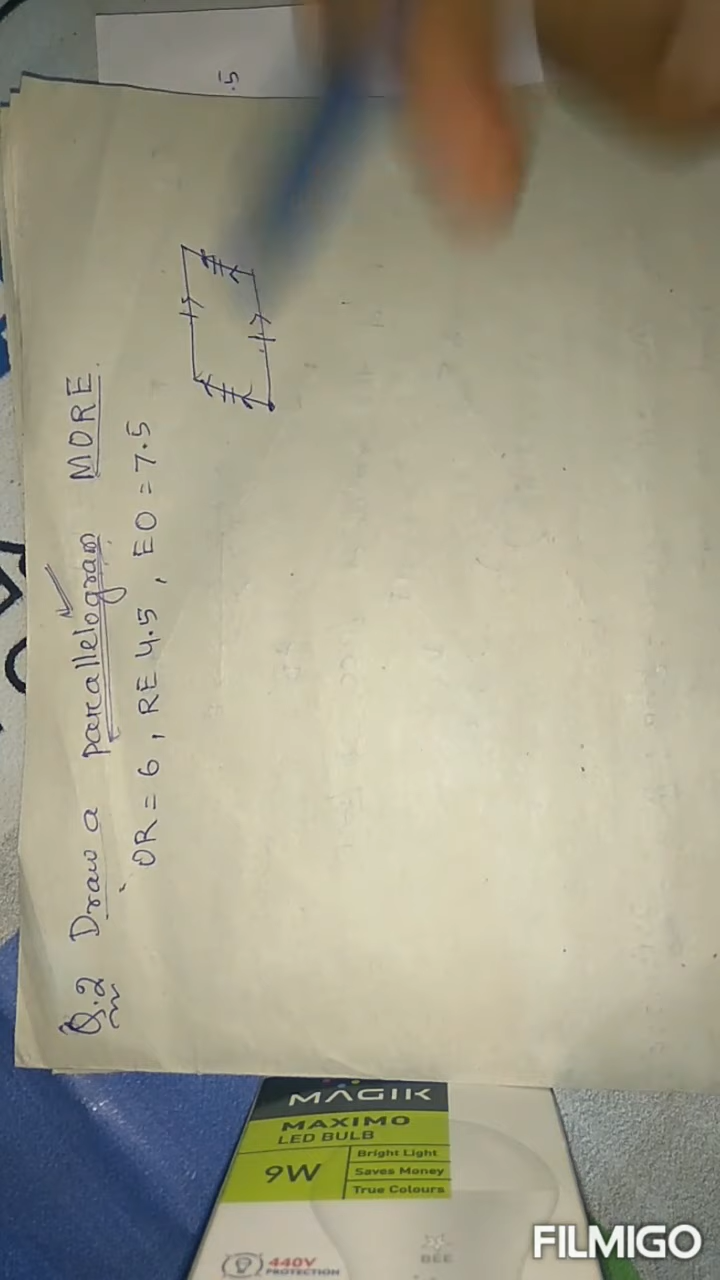 .5
Q.2 Draw a parallelogram MORE.
OR = 6, RE 4.5, EO = 7.5
MAGIK
MAXIMO
LED BULB
9W
Bright Light
Saves Money
True Colours
440V
PROTECTION
BEE
FILMIGO